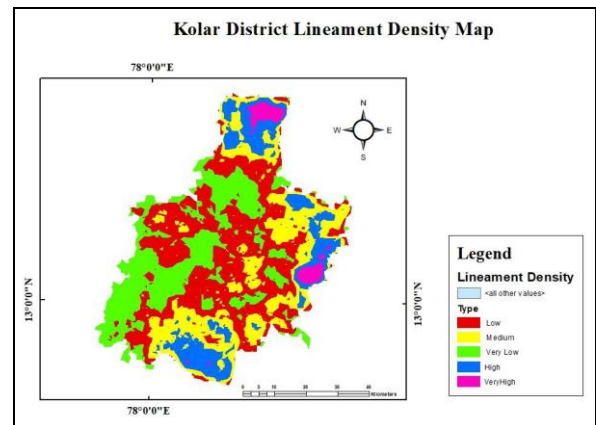 Kolar District Lineament Density Map
78°0'0"E
N
W E
S
13°0'0"N
13°0'0"N
Legend
Lineament Density
<all other values>
Type
Low
Medium
Very Low
High
VeryHigh
0 5 10 20 30 40
Kilometers
78°0'0"E